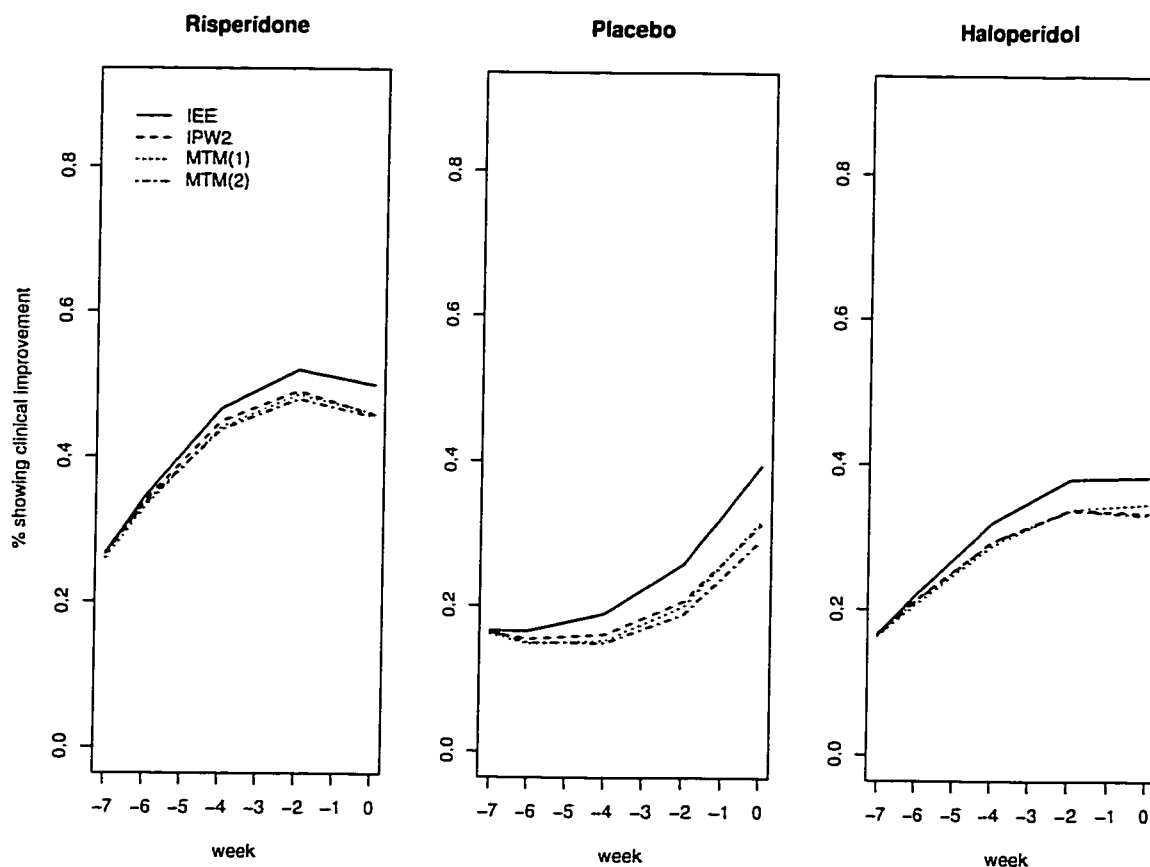 Risperidone
Placebo
Haloperidol
IEE
IPW2
MTM(1)
MTM(2)
% showing clinical improvement
0.8
0.6
0.4
0.2
0.0
0.8
0.6
0.4
0.2
0.0
0.8
0.6
0.4
0.2
0.0
-7 -6 -5 -4 -3 -2 -1 0
-7 -6 -5 -4 -3 -2 -1 0
-7 -6 -5 -4 -3 -2 -1 0
week
week
week